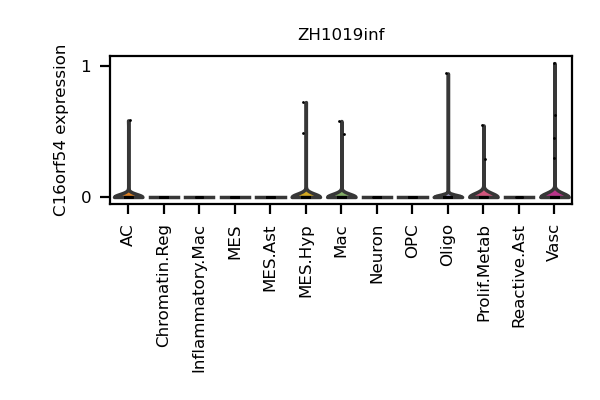 ZH1019inf
C16orf54 expression
1
0
AC
Chromatin.Reg
Inflammatory.Mac
MES
MES.Ast
MES.Hyp
Mac
Neuron
OPC
Oligo
Prolif.Metab
Reactive.Ast
Vasc